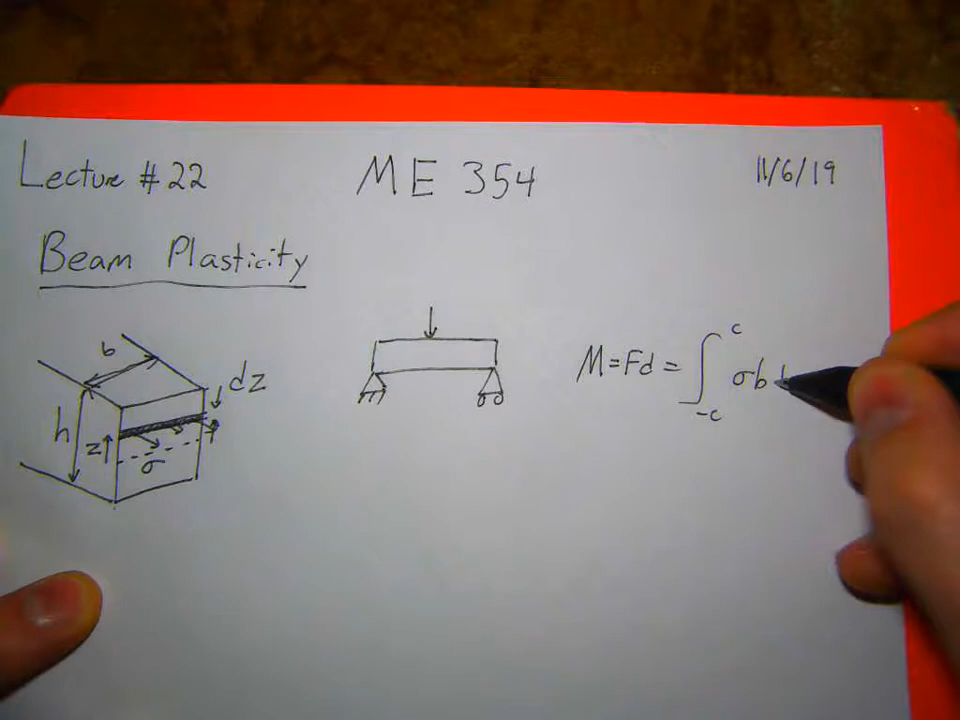 Lecture #22 ME 354 11/6/19
Beam Plasticity
b
dz
h
z
σ
M=Fd= ∫ c -c σb